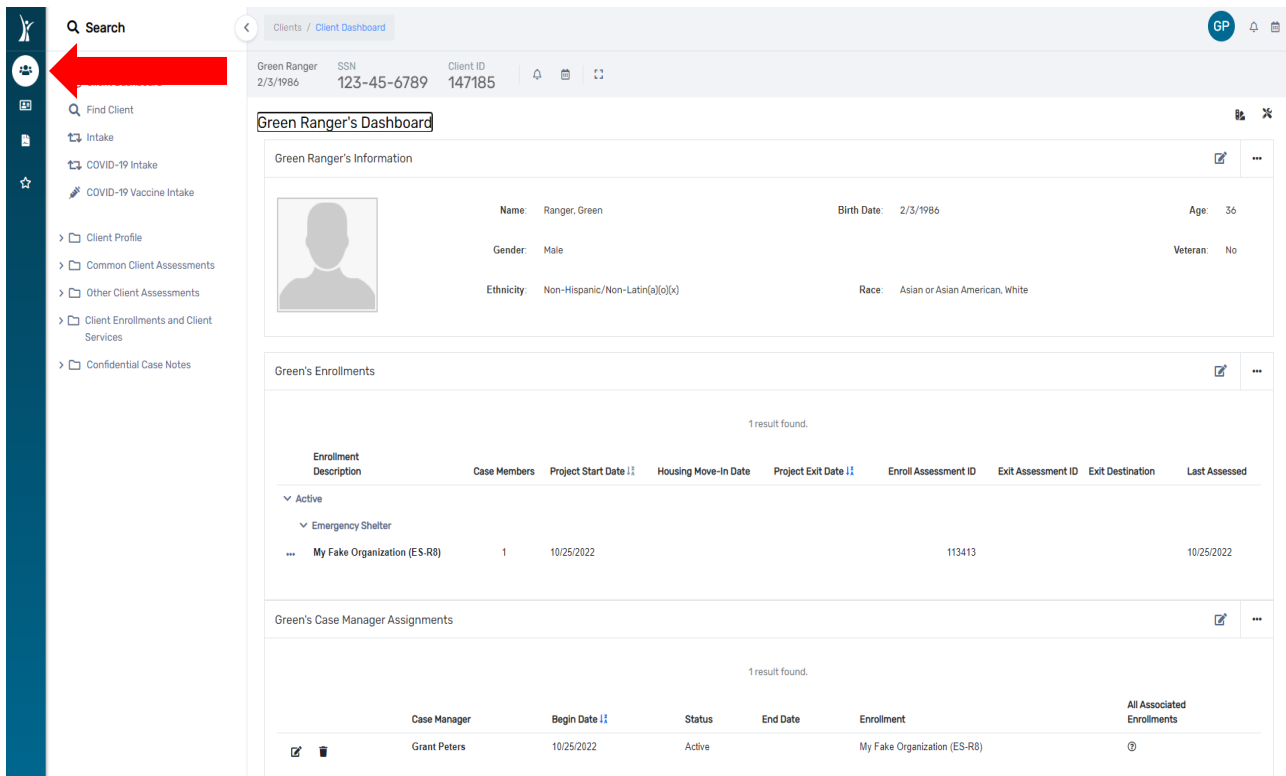 Search
Clients / Client Dashboard
GP
Green Ranger
2/3/1986
SSN
123-45-6789
Client ID
147185
Find Client
Intake
COVID-19 Intake
COVID-19 Vaccine Intake
Client Profile
Common Client Assessments
Other Client Assessments
Client Enrollments and Client
Services
Confidential Case Notes
Green Ranger's Dashboard
Green Ranger's Information
Name: Ranger, Green Birth Date: 2/3/1986 Age: 36
Gender: Male Veteran: No
Ethnicity: Non-Hispanic/Non-Latin(a)(o)(x) Race: Asian or Asian American, White
Green's Enrollments
1 result found.
Enrollment
Description Case Members Project Start Date Housing Move-In Date Project Exit Date Enroll Assessment ID Exit Assessment ID Exit Destination Last Assessed
Active
Emergency Shelter
My Fake Organization (ES-R8) 1 10/25/2022 113413 10/25/2022
Green's Case Manager Assignments
1 result found.
All Associated
Case Manager Begin Date Status End Date Enrollment Enrollments
Grant Peters 10/25/2022 Active My Fake Organization (ES-R8)